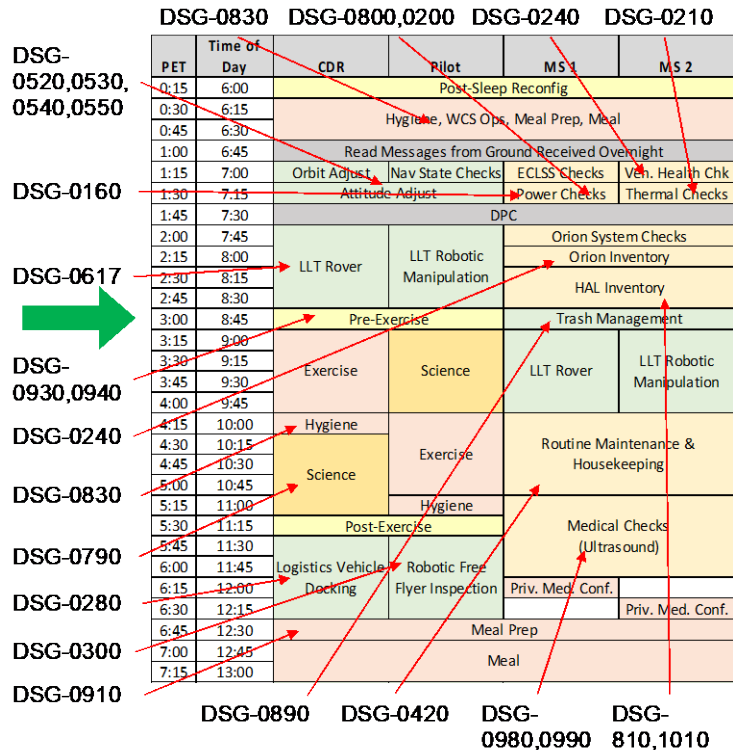 DSG-0830 DSG-0800,0200 DSG-0240 DSG-0210
DSG-
0520,0530,
0540,0550
DSG-0160
DSG-0617
DSG-
0930,0940
DSG-0240
DSG-0830
DSG-0790
DSG-0280
DSG-0300
DSG-0910
PET Time of Day CDR Pilot MS 1 MS 2
0:15 6:00 Post-Sleep Reconfig
0:30 6:15
Hygiene, WCS Ops, Meal Prep, Meal
0:45 6:30
1:00 6:45 Read Messages from Ground Received Overnight
1:15 7:00 Orbit Adjust Nav State Checks ECLSS Checks Veh. Health Chk
1:30 7:15 Attitude Adjust Power Checks Thermal Checks
1:45 7:30 DPC
2:00 7:45 Orion System Checks
2:15 8:00 LLT Rover LLT Robotic Manipulation Orion Inventory
2:30 8:15 HAL Inventory
2:45 8:30
3:00 8:45 Pre-Exercise Trash Management
3:15 9:00
3:30 9:15 Exercise Science LLT Rover LLT Robotic Manipulation
3:45 9:30
4:00 9:45
4:15 10:00 Hygiene
4:30 10:15 Exercise Routine Maintenance & Housekeeping
4:45 10:30 Science
5:00 10:45
5:15 11:00 Hygiene
5:30 11:15 Post-Exercise Medical Checks (Ultrasound)
5:45 11:30
6:00 11:45 Logistics Vehicle Docking Robotic Free Flyer Inspection
6:15 12:00 Priv. Med. Conf.
6:30 12:15 Priv. Med. Conf.
6:45 12:30 Meal Prep
7:00 12:45 Meal
7:15 13:00
DSG-0890 DSG-0420 DSG-0980,0990 DSG-810,1010